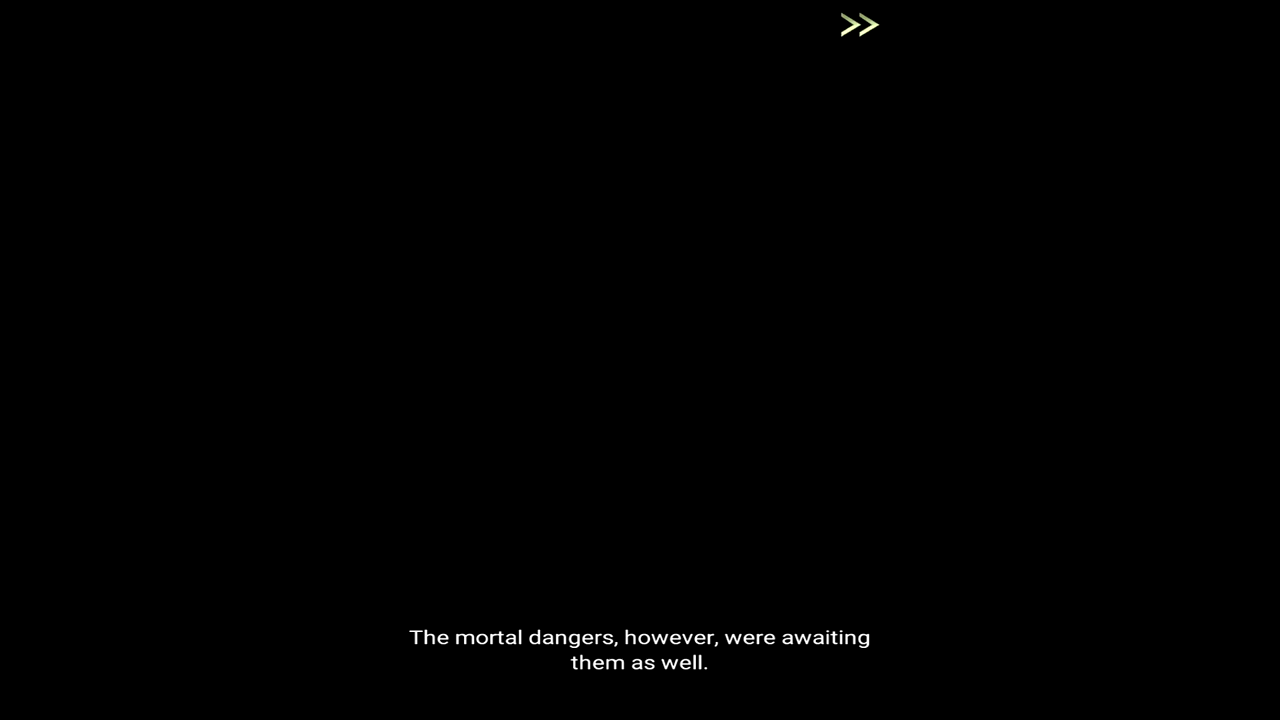 The mortal dangers, however, were awaiting
them as well.